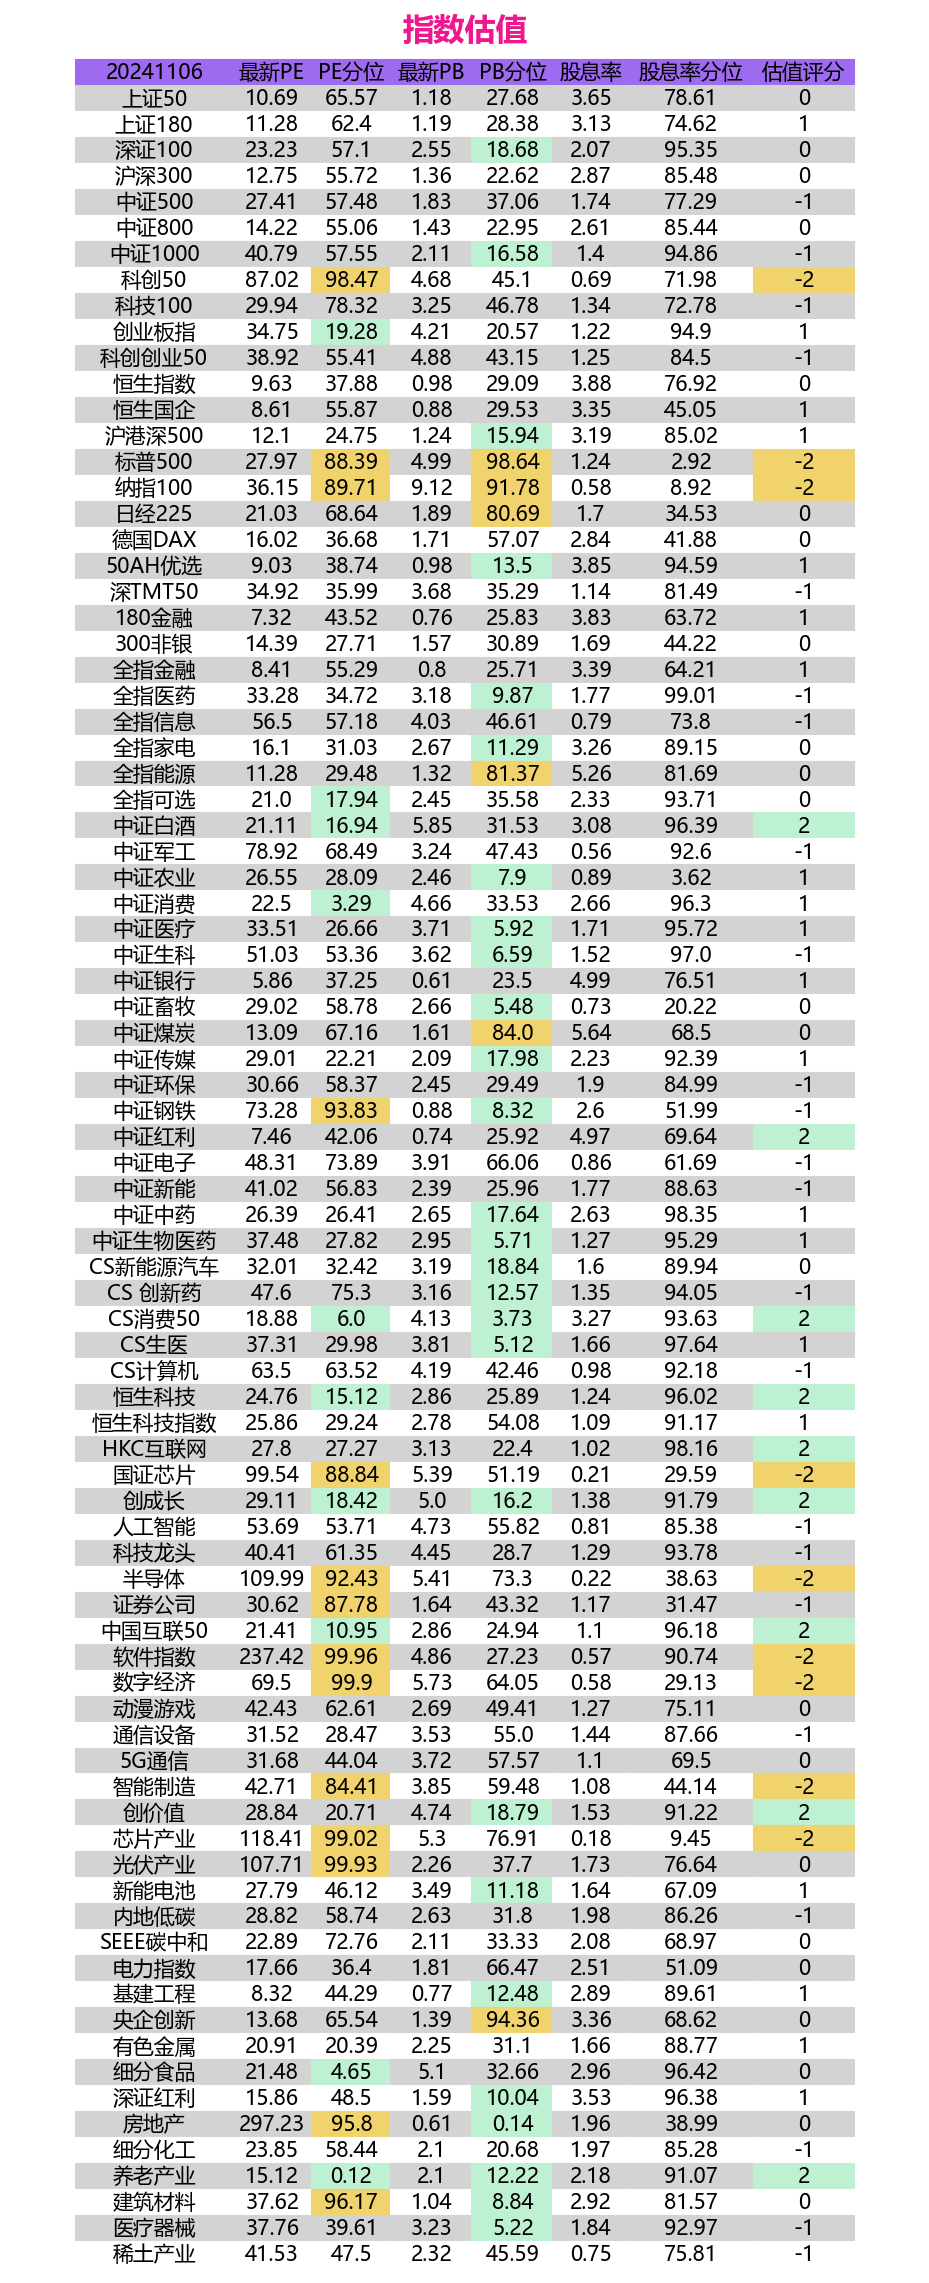 指数估值
20241106 最新PE PE分位 最新PB PB分位 股息率 股息率分位 估值评分
上证50 10.69 65.57 1.18 27.68 3.65 78.61 0
上证180 11.28 62.4 1.19 28.38 3.13 74.62 1
深证100 23.23 57.1 2.55 18.68 2.07 95.35 0
沪深300 12.75 55.72 1.36 22.62 2.87 85.48 0
中证500 27.41 57.48 1.83 37.06 1.74 77.29 -1
中证800 14.22 55.06 1.43 22.95 2.61 85.44 0
中证1000 40.79 57.55 2.11 16.58 1.4 94.86 -1
科创50 87.02 98.47 4.68 45.1 0.69 71.98 -2
科技100 29.94 78.32 3.25 46.78 1.34 72.78 -1
创业板指 34.75 19.28 4.21 20.57 1.22 94.9 1
科创创业50 38.92 55.41 4.88 43.15 1.25 84.5 -1
恒生指数 9.63 37.88 0.98 29.09 3.88 76.92 0
恒生国企 8.61 55.87 0.88 29.53 3.35 45.05 1
沪港深500 12.1 24.75 1.24 15.94 3.19 85.02 1
标普500 27.97 88.39 4.99 98.64 1.24 2.92 -2
纳指100 36.15 89.71 9.12 91.78 0.58 8.92 -2
日经225 21.03 68.64 1.89 80.69 1.7 34.53 0
德国DAX 16.02 36.68 1.71 57.07 2.84 41.88 0
50AH优选 9.03 38.74 0.98 13.5 3.85 94.59 1
深TMT50 34.92 35.99 3.68 35.29 1.14 81.49 -1
180金融 7.32 43.52 0.76 25.83 3.83 63.72 1
300非银 14.39 27.71 1.57 30.89 1.69 44.22 0
全指金融 8.41 55.29 0.8 25.71 3.39 64.21 1
全指医药 33.28 34.72 3.18 9.87 1.77 99.01 -1
全指信息 56.5 57.18 4.03 46.61 0.79 73.8 -1
全指家电 16.1 31.03 2.67 11.29 3.26 89.15 0
全指能源 11.28 29.48 1.32 81.37 5.26 81.69 0
全指可选 21.0 17.94 2.45 35.58 2.33 93.71 0
中证白酒 21.11 16.94 5.85 31.53 3.08 96.39 2
中证军工 78.92 68.49 3.24 47.43 0.56 92.6 -1
中证农业 26.55 28.09 2.46 7.9 0.89 3.62 1
中证消费 22.5 3.29 4.66 33.53 2.66 96.3 1
中证医疗 33.51 26.66 3.71 5.92 1.71 95.72 1
中证生科 51.03 53.36 3.62 6.59 1.52 97.0 -1
中证银行 5.86 37.25 0.61 23.5 4.99 76.51 1
中证畜牧 29.02 58.78 2.66 5.48 0.73 20.22 0
中证煤炭 13.09 67.16 1.61 84.0 5.64 68.5 0
中证传媒 29.01 22.21 2.09 17.98 2.23 92.39 1
中证环保 30.66 58.37 2.45 29.49 1.9 84.99 -1
中证钢铁 73.28 93.83 0.88 8.32 2.6 51.99 -1
中证红利 7.46 42.06 0.74 25.92 4.97 69.64 2
中证电子 48.31 73.89 3.91 66.06 0.86 61.69 -1
中证新能 41.02 56.83 2.39 25.96 1.77 88.63 -1
中证中药 26.39 26.41 2.65 17.64 2.63 98.35 1
中证生物医药 37.48 27.82 2.95 5.71 1.27 95.29 1
CS新能源汽车 32.01 32.42 3.19 18.84 1.6 89.94 0
CS 创新药 47.6 75.3 3.16 12.57 1.35 94.05 -1
CS消费50 18.88 6.0 4.13 3.73 3.27 93.63 2
CS生医 37.31 29.98 3.81 5.12 1.66 97.64 1
CS计算机 63.5 63.52 4.19 42.46 0.98 92.18 -1
恒生科技 24.76 15.12 2.86 25.89 1.24 96.02 2
恒生科技指数 25.86 29.24 2.78 54.08 1.09 91.17 1
HKC互联网 27.8 27.27 3.13 22.4 1.02 98.16 2
国证芯片 99.54 88.84 5.39 51.19 0.21 29.59 -2
创成长 29.11 18.42 5.0 16.2 1.38 91.79 2
人工智能 53.69 53.71 4.73 55.82 0.81 85.38 -1
科技龙头 40.41 61.35 4.45 28.7 1.29 93.78 -1
半导体 109.99 92.43 5.41 73.3 0.22 38.63 -2
证券公司 30.62 87.78 1.64 43.32 1.17 31.47 -1
中国互联50 21.41 10.95 2.86 24.94 1.1 96.18 2
软件指数 237.42 99.96 4.86 27.23 0.57 90.74 -2
数字经济 69.5 99.9 5.73 64.05 0.58 29.13 -2
动漫游戏 42.43 62.61 2.69 49.41 1.27 75.11 0
通信设备 31.52 28.47 3.53 55.0 1.44 87.66 -1
5G通信 31.68 44.04 3.72 57.57 1.1 69.5 0
智能制造 42.71 84.41 3.85 59.48 1.08 44.14 -2
创价值 28.84 20.71 4.74 18.79 1.53 91.22 2
芯片产业 118.41 99.02 5.3 76.91 0.18 9.45 -2
光伏产业 107.71 99.93 2.26 37.7 1.73 76.64 0
新能电池 27.79 46.12 3.49 11.18 1.64 67.09 1
内地低碳 28.82 58.74 2.63 31.8 1.98 86.26 -1
SEEE碳中和 22.89 72.76 2.11 33.33 2.08 68.97 0
电力指数 17.66 36.4 1.81 66.47 2.51 51.09 0
基建工程 8.32 44.29 0.77 12.48 2.89 89.61 1
央企创新 13.68 65.54 1.39 94.36 3.36 68.62 0
有色金属 20.91 20.39 2.25 31.1 1.66 88.77 1
细分食品 21.48 4.65 5.1 32.66 2.96 96.42 0
深证红利 15.86 48.5 1.59 10.04 3.53 96.38 1
房地产 297.23 95.8 0.61 0.14 1.96 38.99 0
细分化工 23.85 58.44 2.1 20.68 1.97 85.28 -1
养老产业 15.12 0.12 2.1 12.22 2.18 91.07 2
建筑材料 37.62 96.17 1.04 8.84 2.92 81.57 0
医疗器械 37.76 39.61 3.23 5.22 1.84 92.97 -1
稀土产业 41.53 47.5 2.32 45.59 0.75 75.81 -1